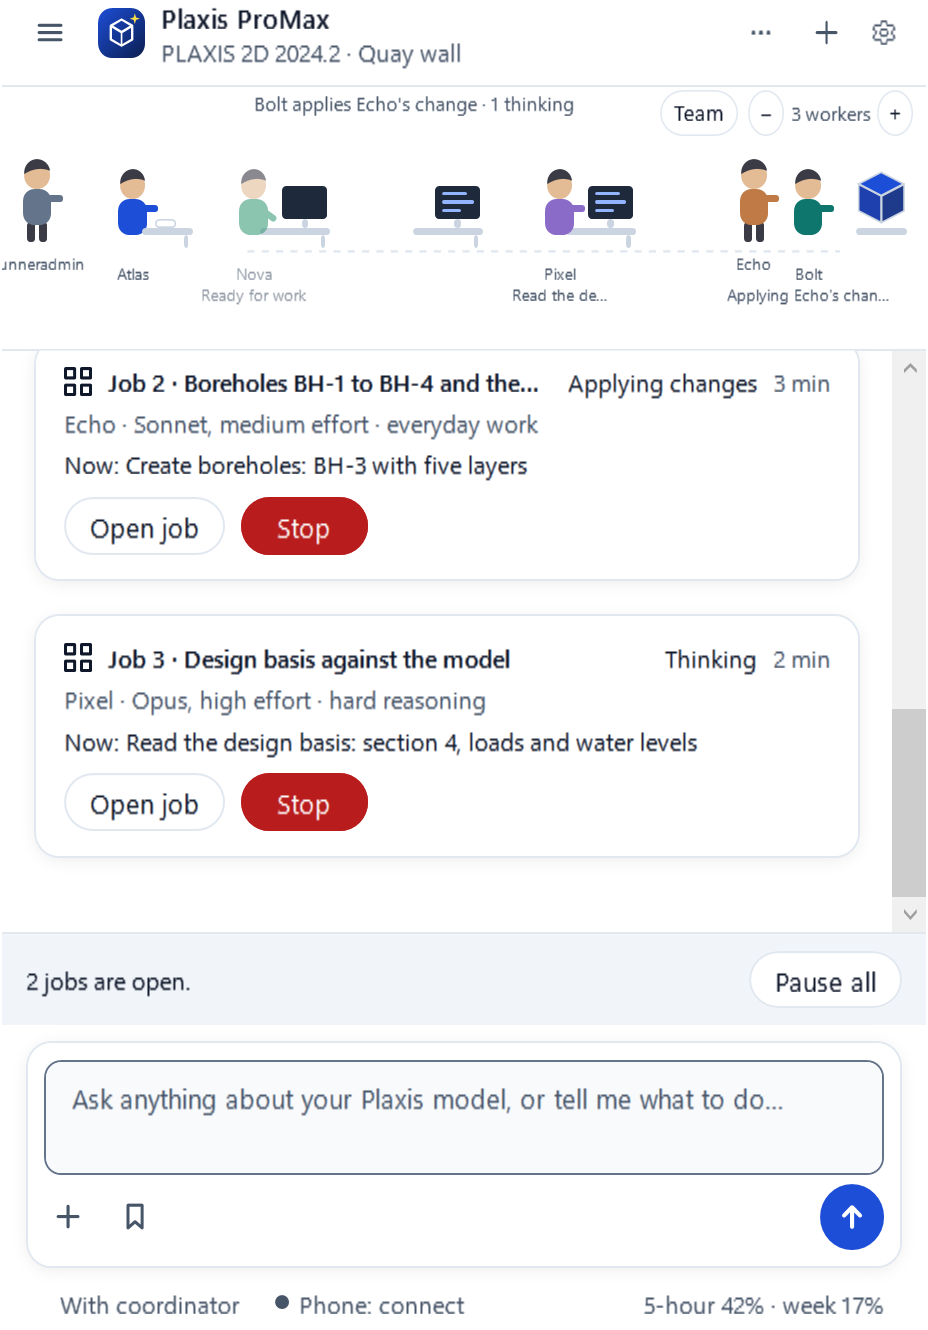 Plaxis ProMax
PLAXIS 2D 2024.2 · Quay wall
Bolt applies Echo's change · 1 thinking
Team
–
3 workers
+
unneradmin
Atlas
Nova
Ready for work
Pixel
Read the de...
Echo
Bolt
Applying Echo's chan...
Job 2 · Boreholes BH-1 to BH-4 and the... Applying changes 3 min
Echo · Sonnet, medium effort · everyday work
Now: Create boreholes: BH-3 with five layers
Open job Stop
Job 3 · Design basis against the model Thinking 2 min
Pixel · Opus, high effort · hard reasoning
Now: Read the design basis: section 4, loads and water levels
Open job Stop
2 jobs are open. Pause all
Ask anything about your Plaxis model, or tell me what to do...
With coordinator Phone: connect 5-hour 42% · week 17%